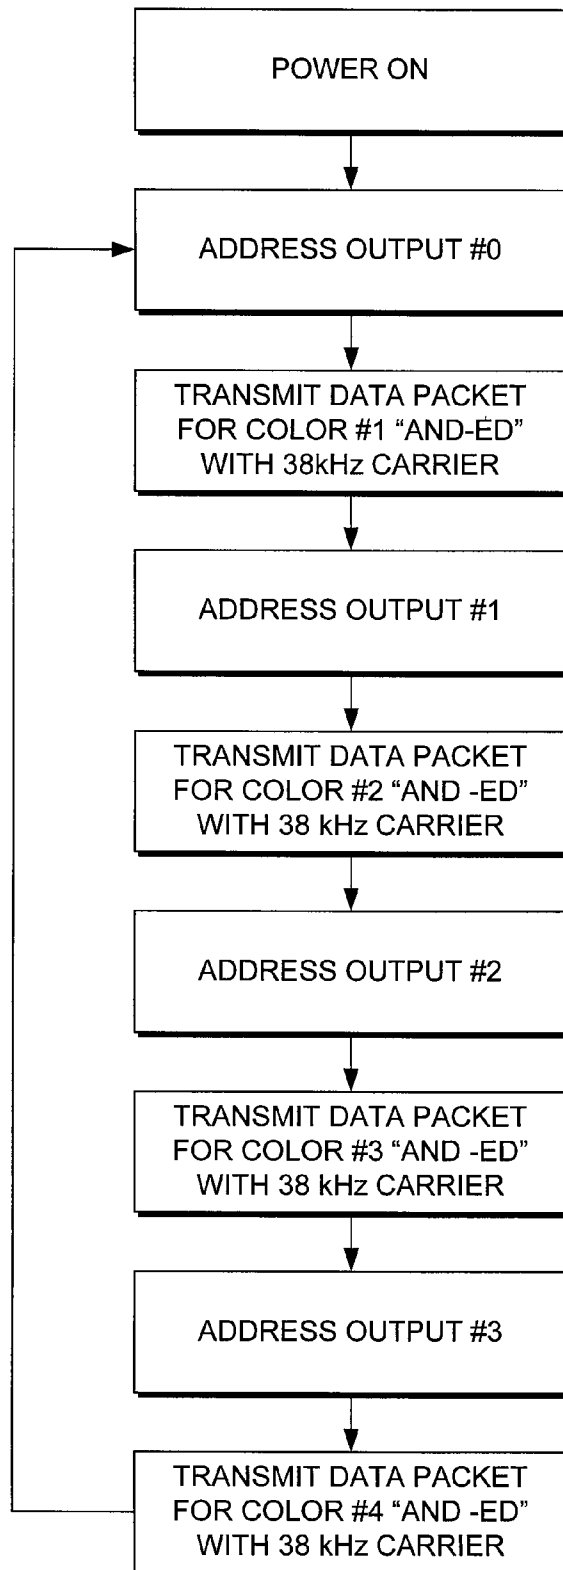 POWER ON
ADDRESS OUTPUT #0
TRANSMIT DATA PACKET
FOR COLOR #1 “AND-ED”
WITH 38kHz CARRIER
ADDRESS OUTPUT #1
TRANSMIT DATA PACKET
FOR COLOR #2 “AND -ED”
WITH 38 kHz CARRIER
ADDRESS OUTPUT #2
TRANSMIT DATA PACKET
FOR COLOR #3 “AND -ED”
WITH 38 kHz CARRIER
ADDRESS OUTPUT #3
TRANSMIT DATA PACKET
FOR COLOR #4 “AND -ED”
WITH 38 kHz CARRIER